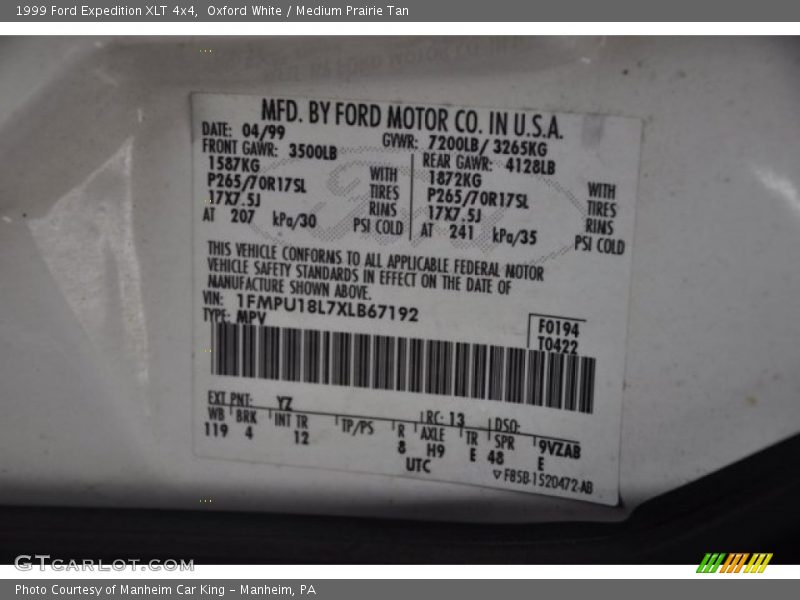 1999 Ford Expedition XLT 4x4,  Oxford White / Medium Prairie Tan
MFD. BY FORD MOTOR CO. IN U.S.A.
DATE: 04/99 GVWR: 7200LB/ 3265KG
FRONT GAWR: 3500LB REAR GAWR: 4128LB
1587KG WITH 1872KG WITH
P265/70R17SL TIRES P265/70R17SL TIRES
17X7.5J RIMS 17X7.5J RIMS
AT 207 kPa/30 PSI COLD AT 241 kPa/35 PSI COLD
THIS VEHICLE CONFORMS TO ALL APPLICABLE FEDERAL MOTOR
VEHICLE SAFETY STANDARDS IN EFFECT ON THE DATE OF
MANUFACTURE SHOWN ABOVE.
VIN: 1FMPU18L7XLB67192
TYPE: MPV
F0194
T0422
EXT PNT: YZ RC: 13 DSO:
WB BRK INT TR TP/PS R AXLE TR SPR 9VZAB
119 4 12 8 H9 E 48 E
UTC
F85B-1520472-AB
GTcarlot.com
Photo Courtesy of Manheim Car King - Manheim, PA